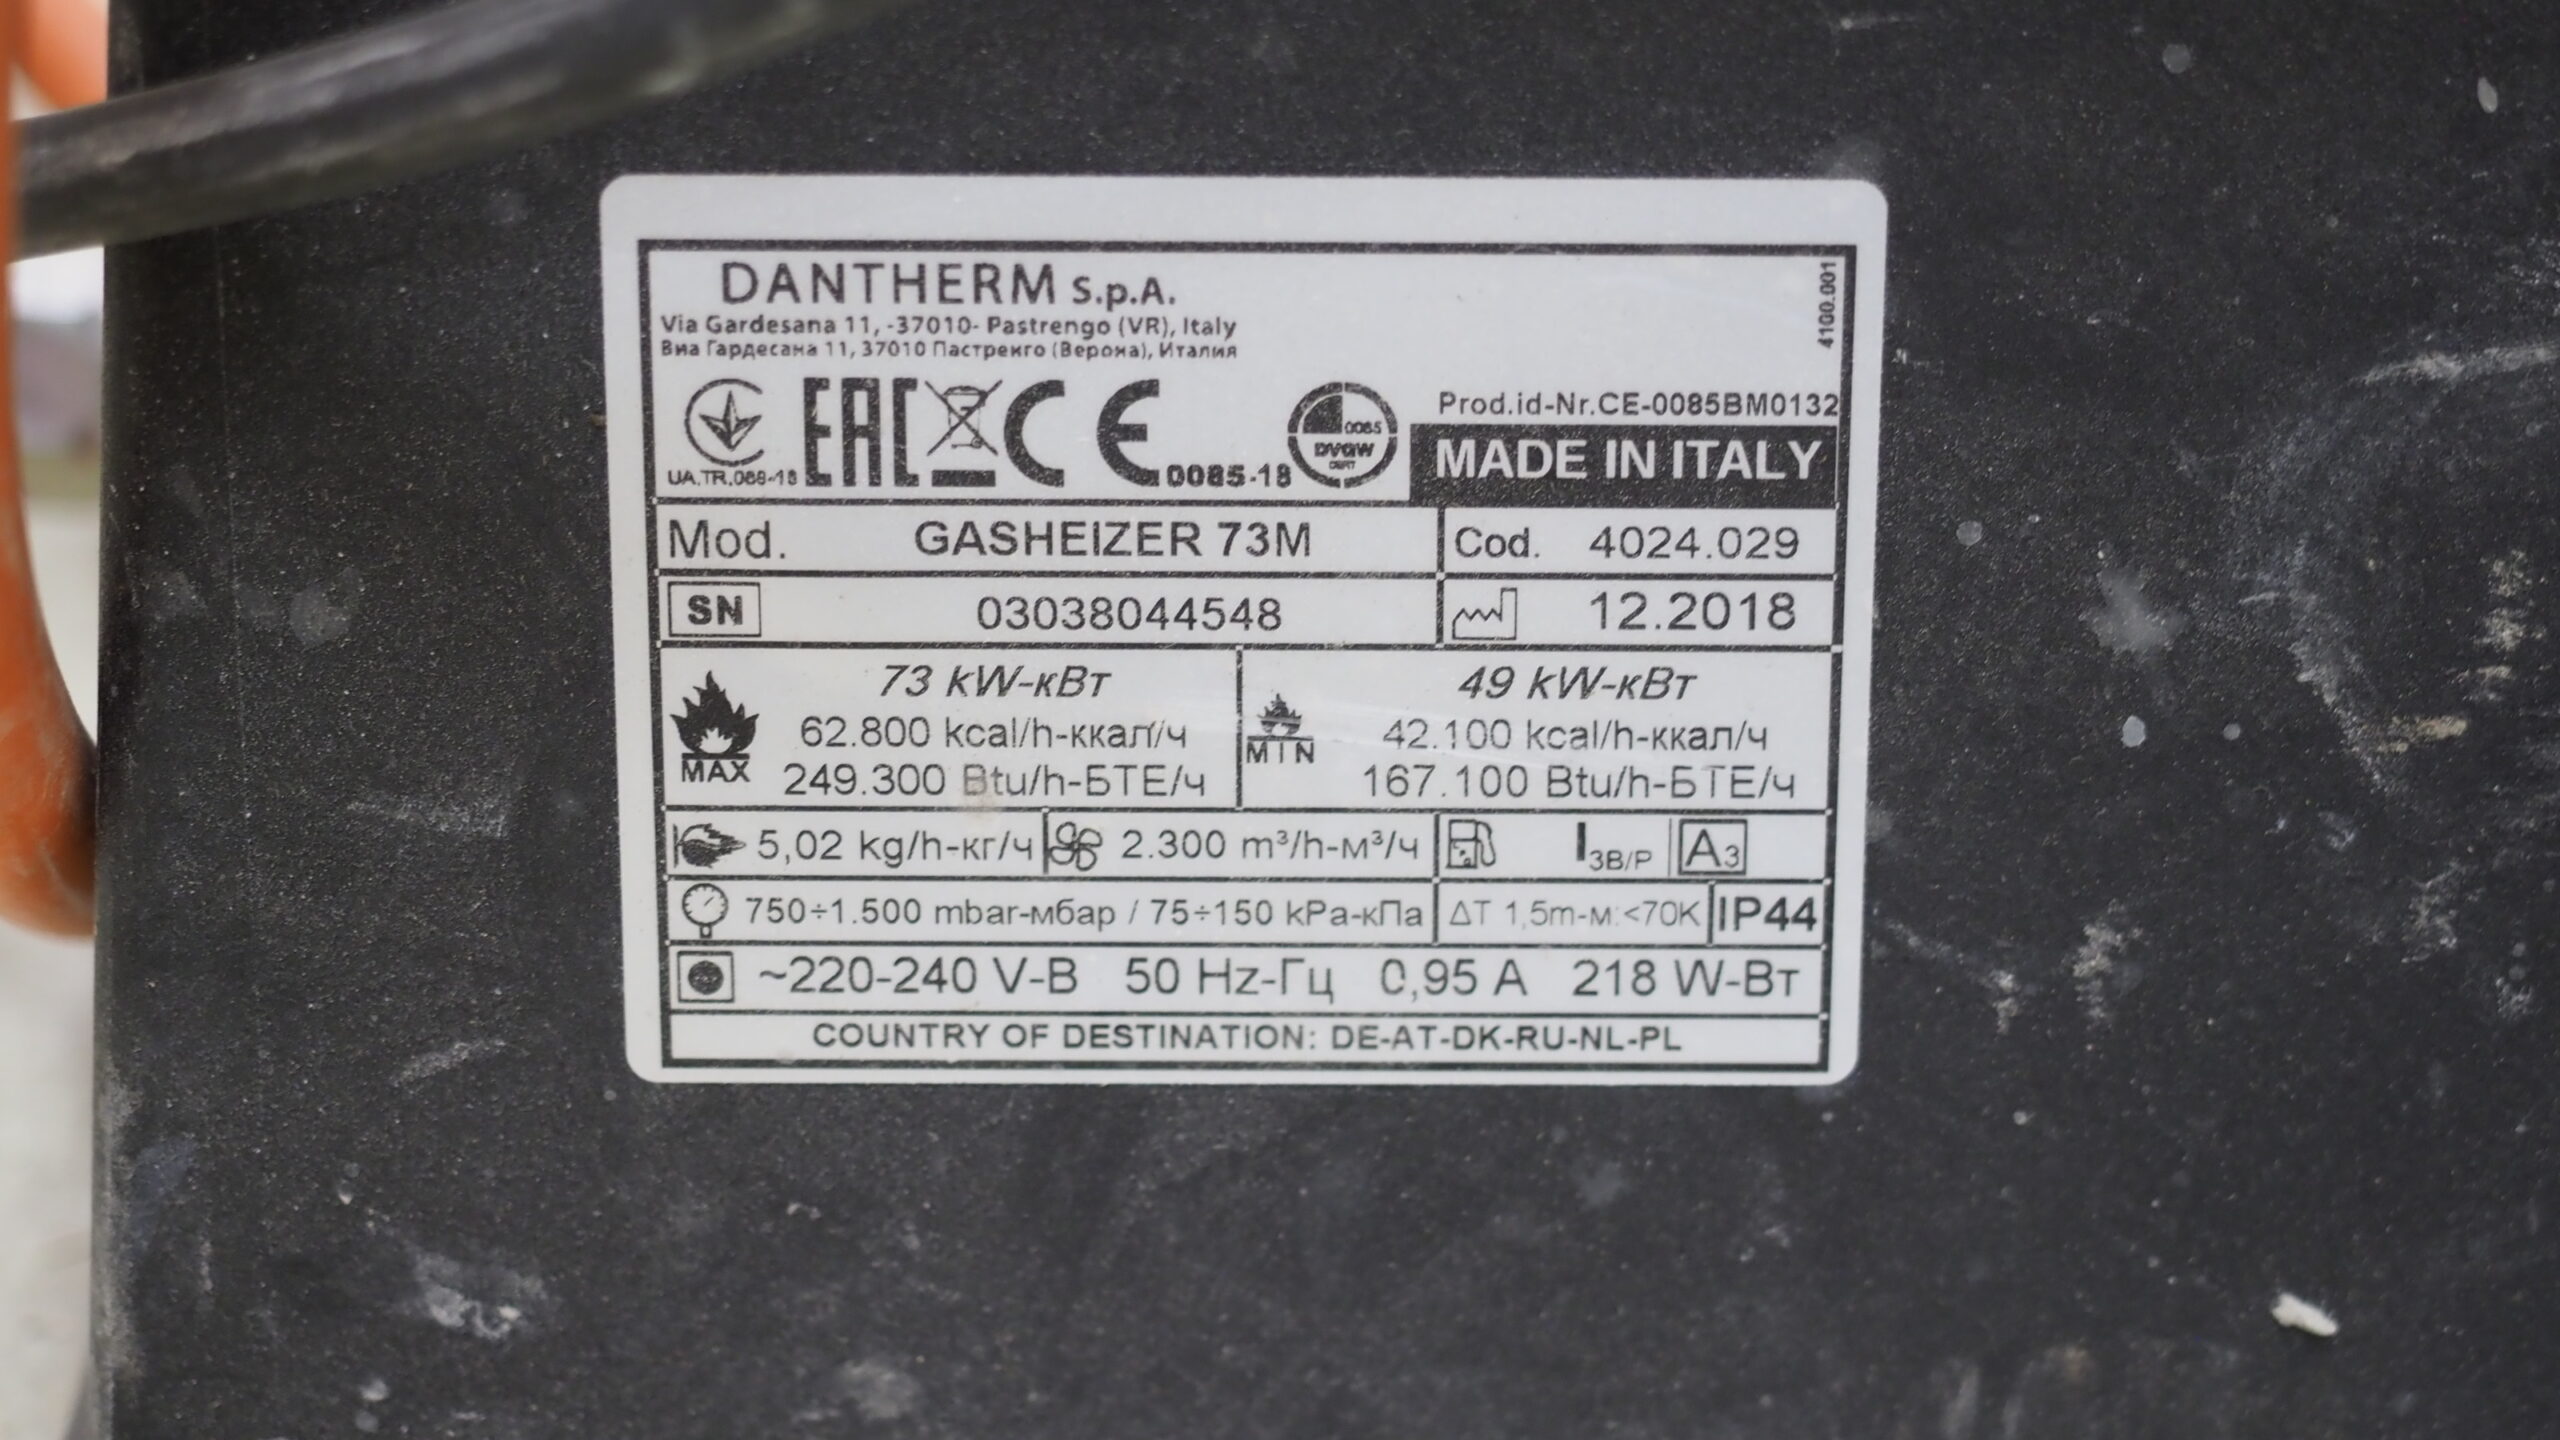 DANTHERM S.p.A.
Via Gardesana 11, -37010- Pastrengo (VR), Italy
Виа Гардесана 11, 37010 Пастренго (Верона), Италия
4100.001
UA.TR.089-18 EAC CE 0085-18
0085
DVGW
CERT
Prod.id-Nr.CE-0085BM0132
MADE IN ITALY
Mod. GASHEIZER 73M Cod. 4024.029
SN 03038044548 12.2018
73 kW-кВт
62.800 kcal/h-ккал/ч
249.300 Btu/h-БТЕ/ч
MAX
49 kW-кВт
42.100 kcal/h-ккал/ч
167.100 Btu/h-БТЕ/ч
MIN
5,02 kg/h-кг/ч 2.300 m³/h-м³/ч I3B/P A3
750÷1.500 mbar-мбар / 75÷150 kPa-кПа ΔT 1,5m-м:<70K IP44
~220-240 V-В 50 Hz-Гц 0,95 A 218 W-Вт
COUNTRY OF DESTINATION: DE-AT-DK-RU-NL-PL